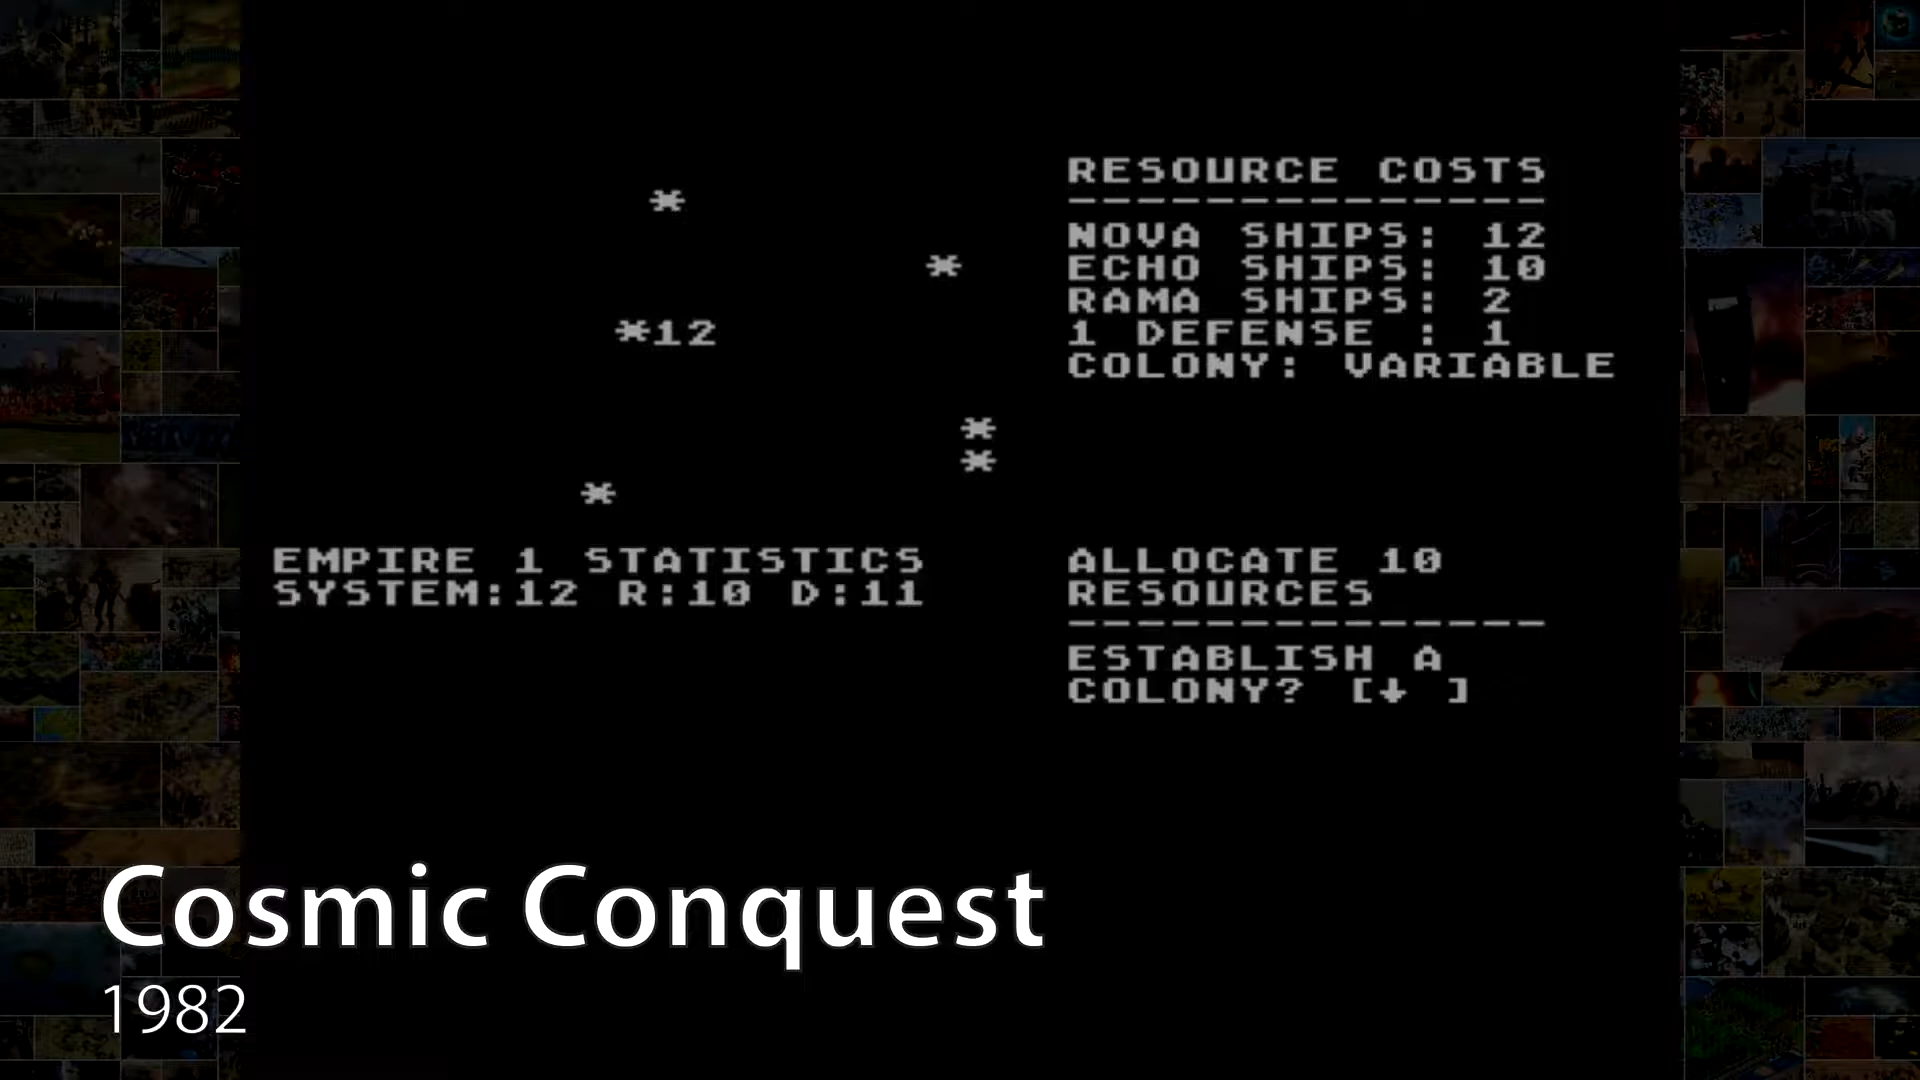 RESOURCE COSTS
--------------
NOVA SHIPS: 12
ECHO SHIPS: 10
RAMA SHIPS: 2
1 DEFENSE : 1
COLONY: VARIABLE
*
*
*12
*
*
*
EMPIRE 1 STATISTICS
SYSTEM:12 R:10 D:11
ALLOCATE 10
RESOURCES
--------------
ESTABLISH A
COLONY? [↓ ]
Cosmic Conquest
1982